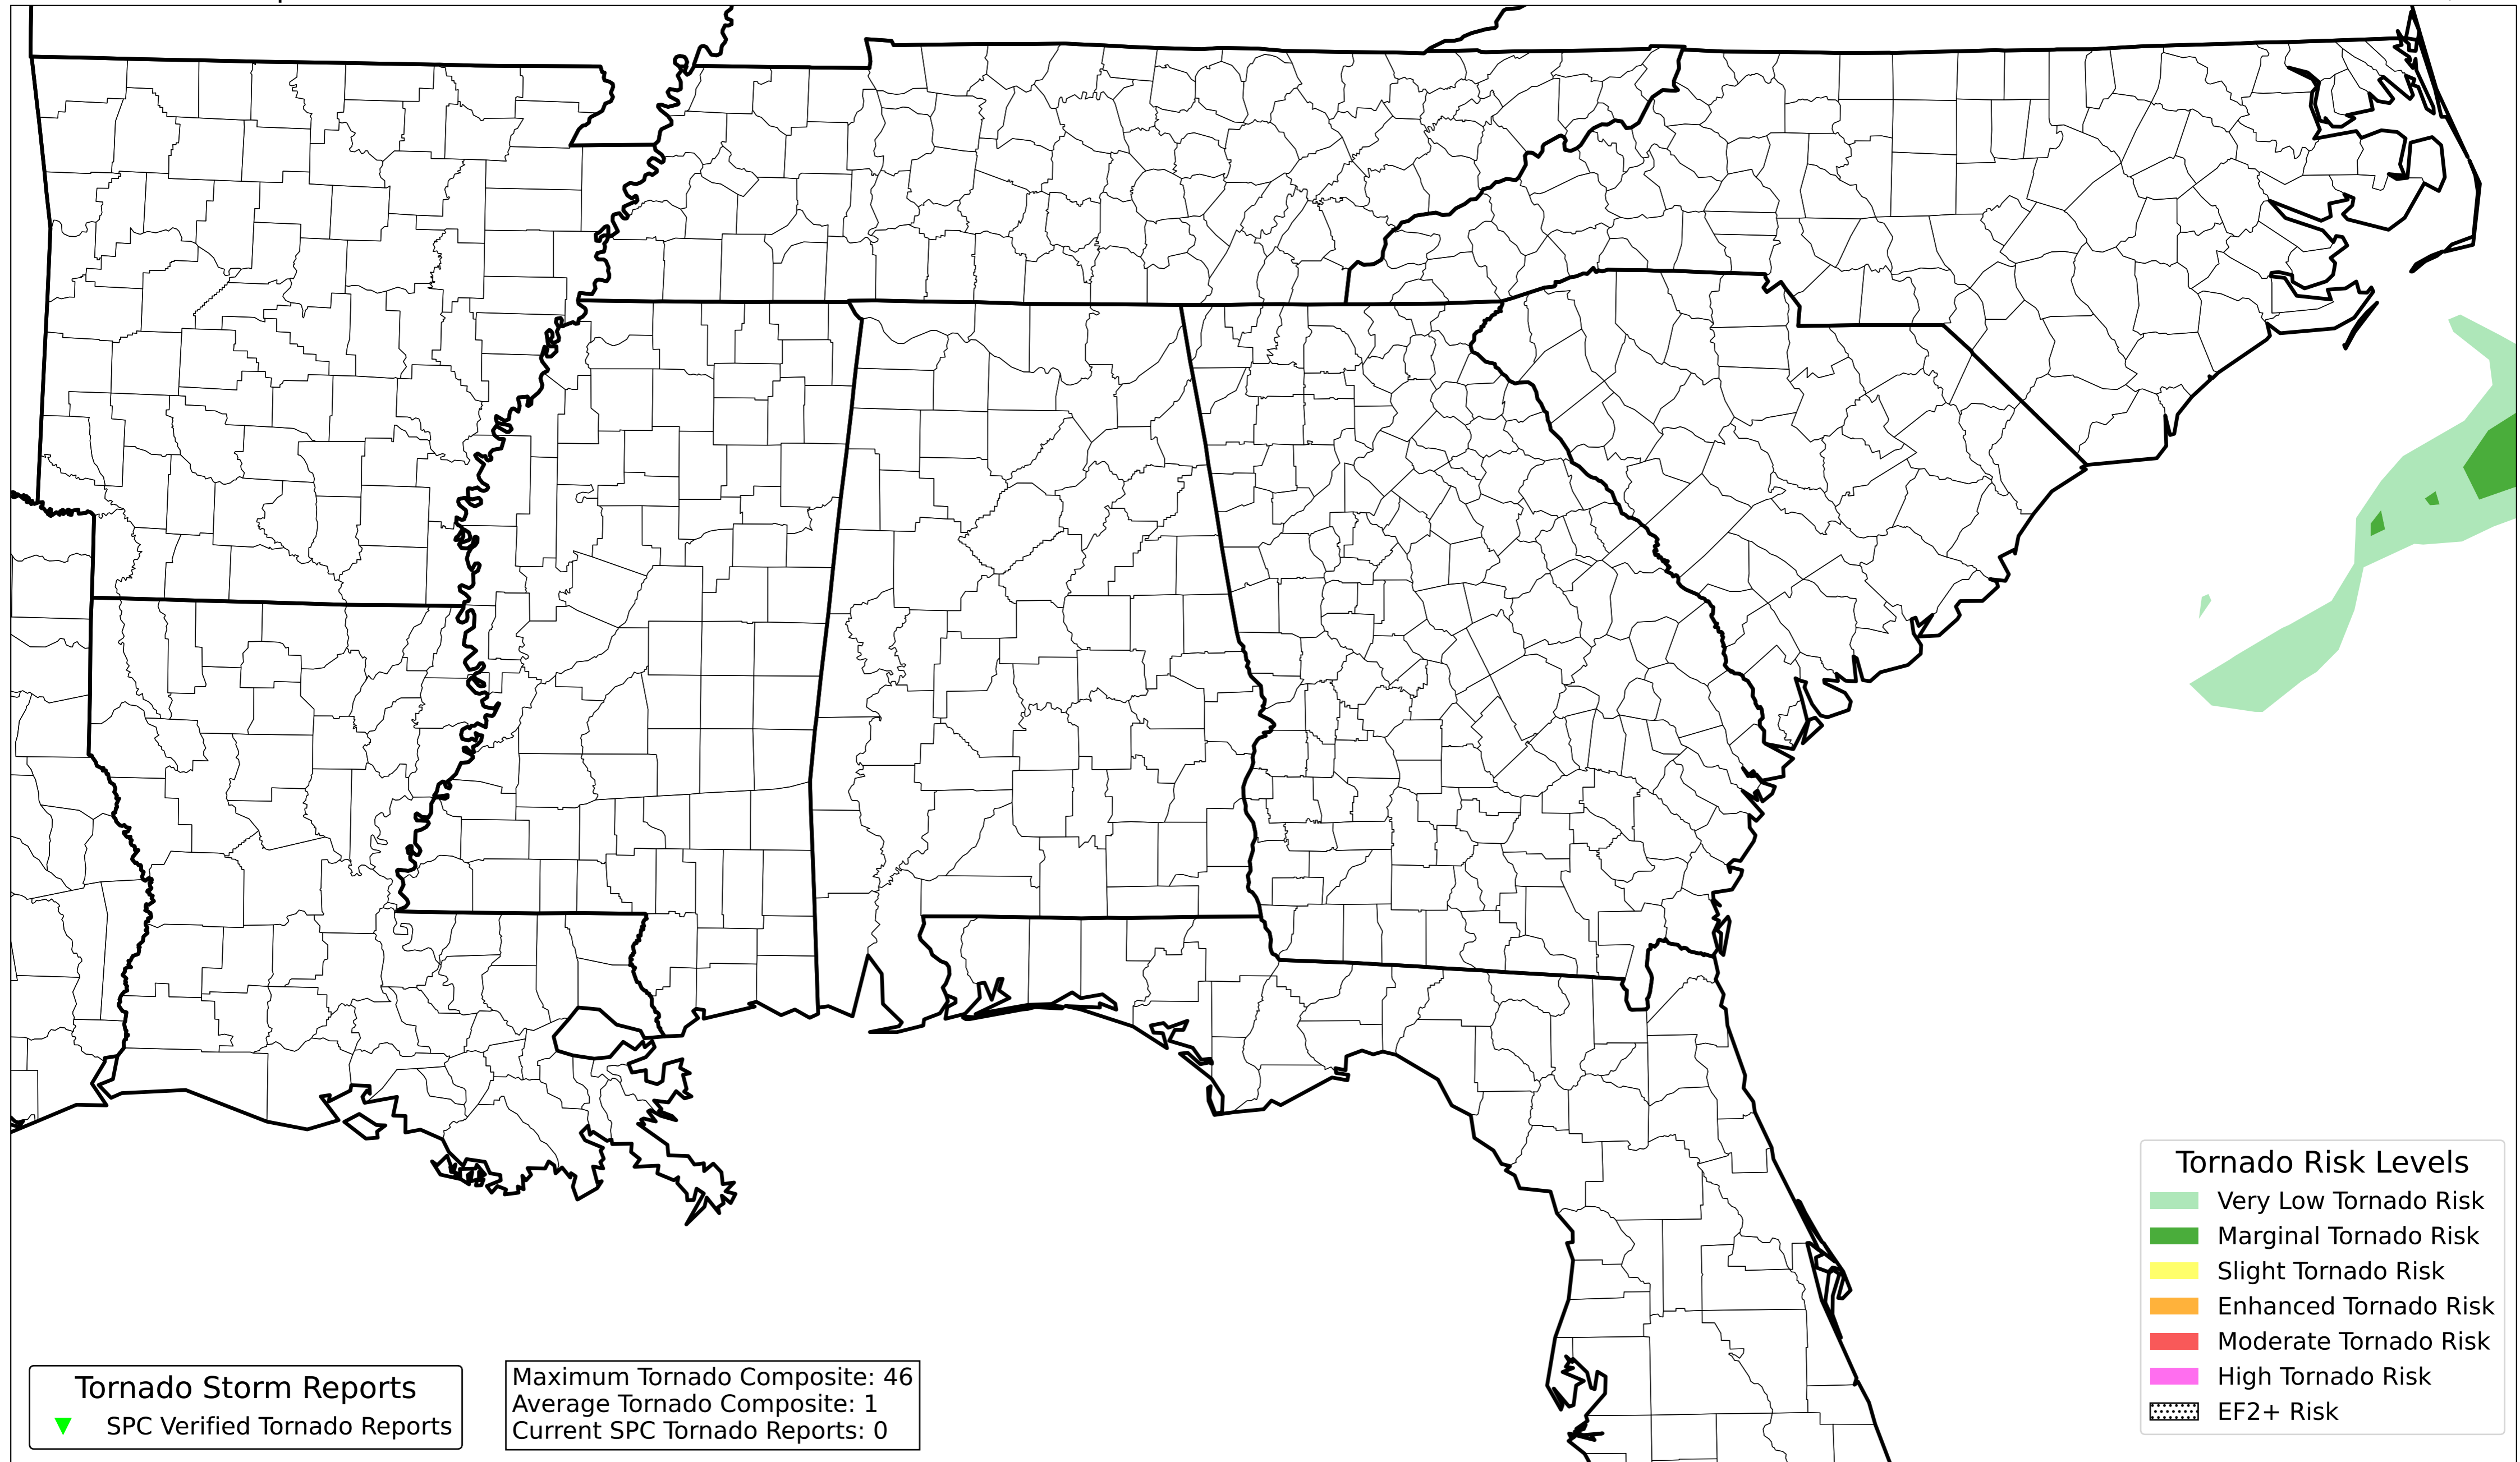 Tornado Risk Levels
Very Low Tornado Risk
Marginal Tornado Risk
Slight Tornado Risk
Enhanced Tornado Risk
Moderate Tornado Risk
High Tornado Risk
EF2+ Risk
Tornado Storm Reports
SPC Verified Tornado Reports
Maximum Tornado Composite: 46
Average Tornado Composite: 1
Current SPC Tornado Reports: 0